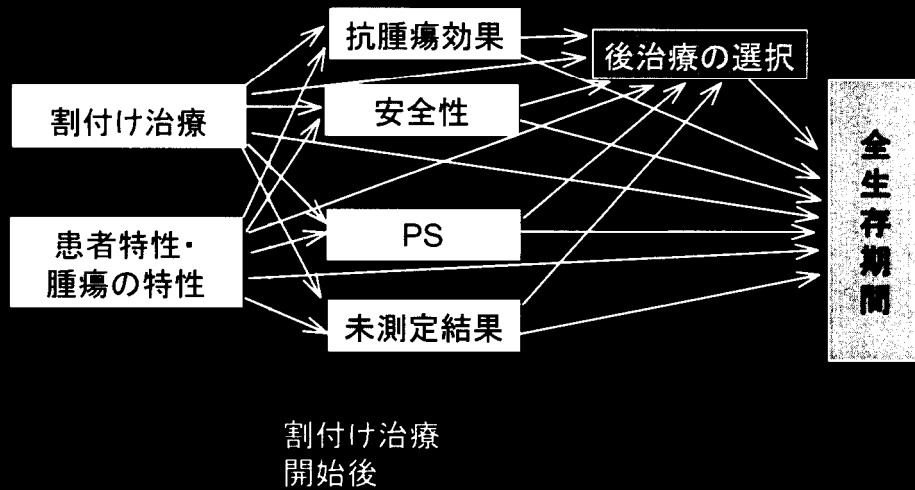 抗腫瘍効果
後治療の選択
割付け治療
安全性
全生存期間
患者特性・
腫瘍の特性
PS
未測定結果
割付け治療
開始後